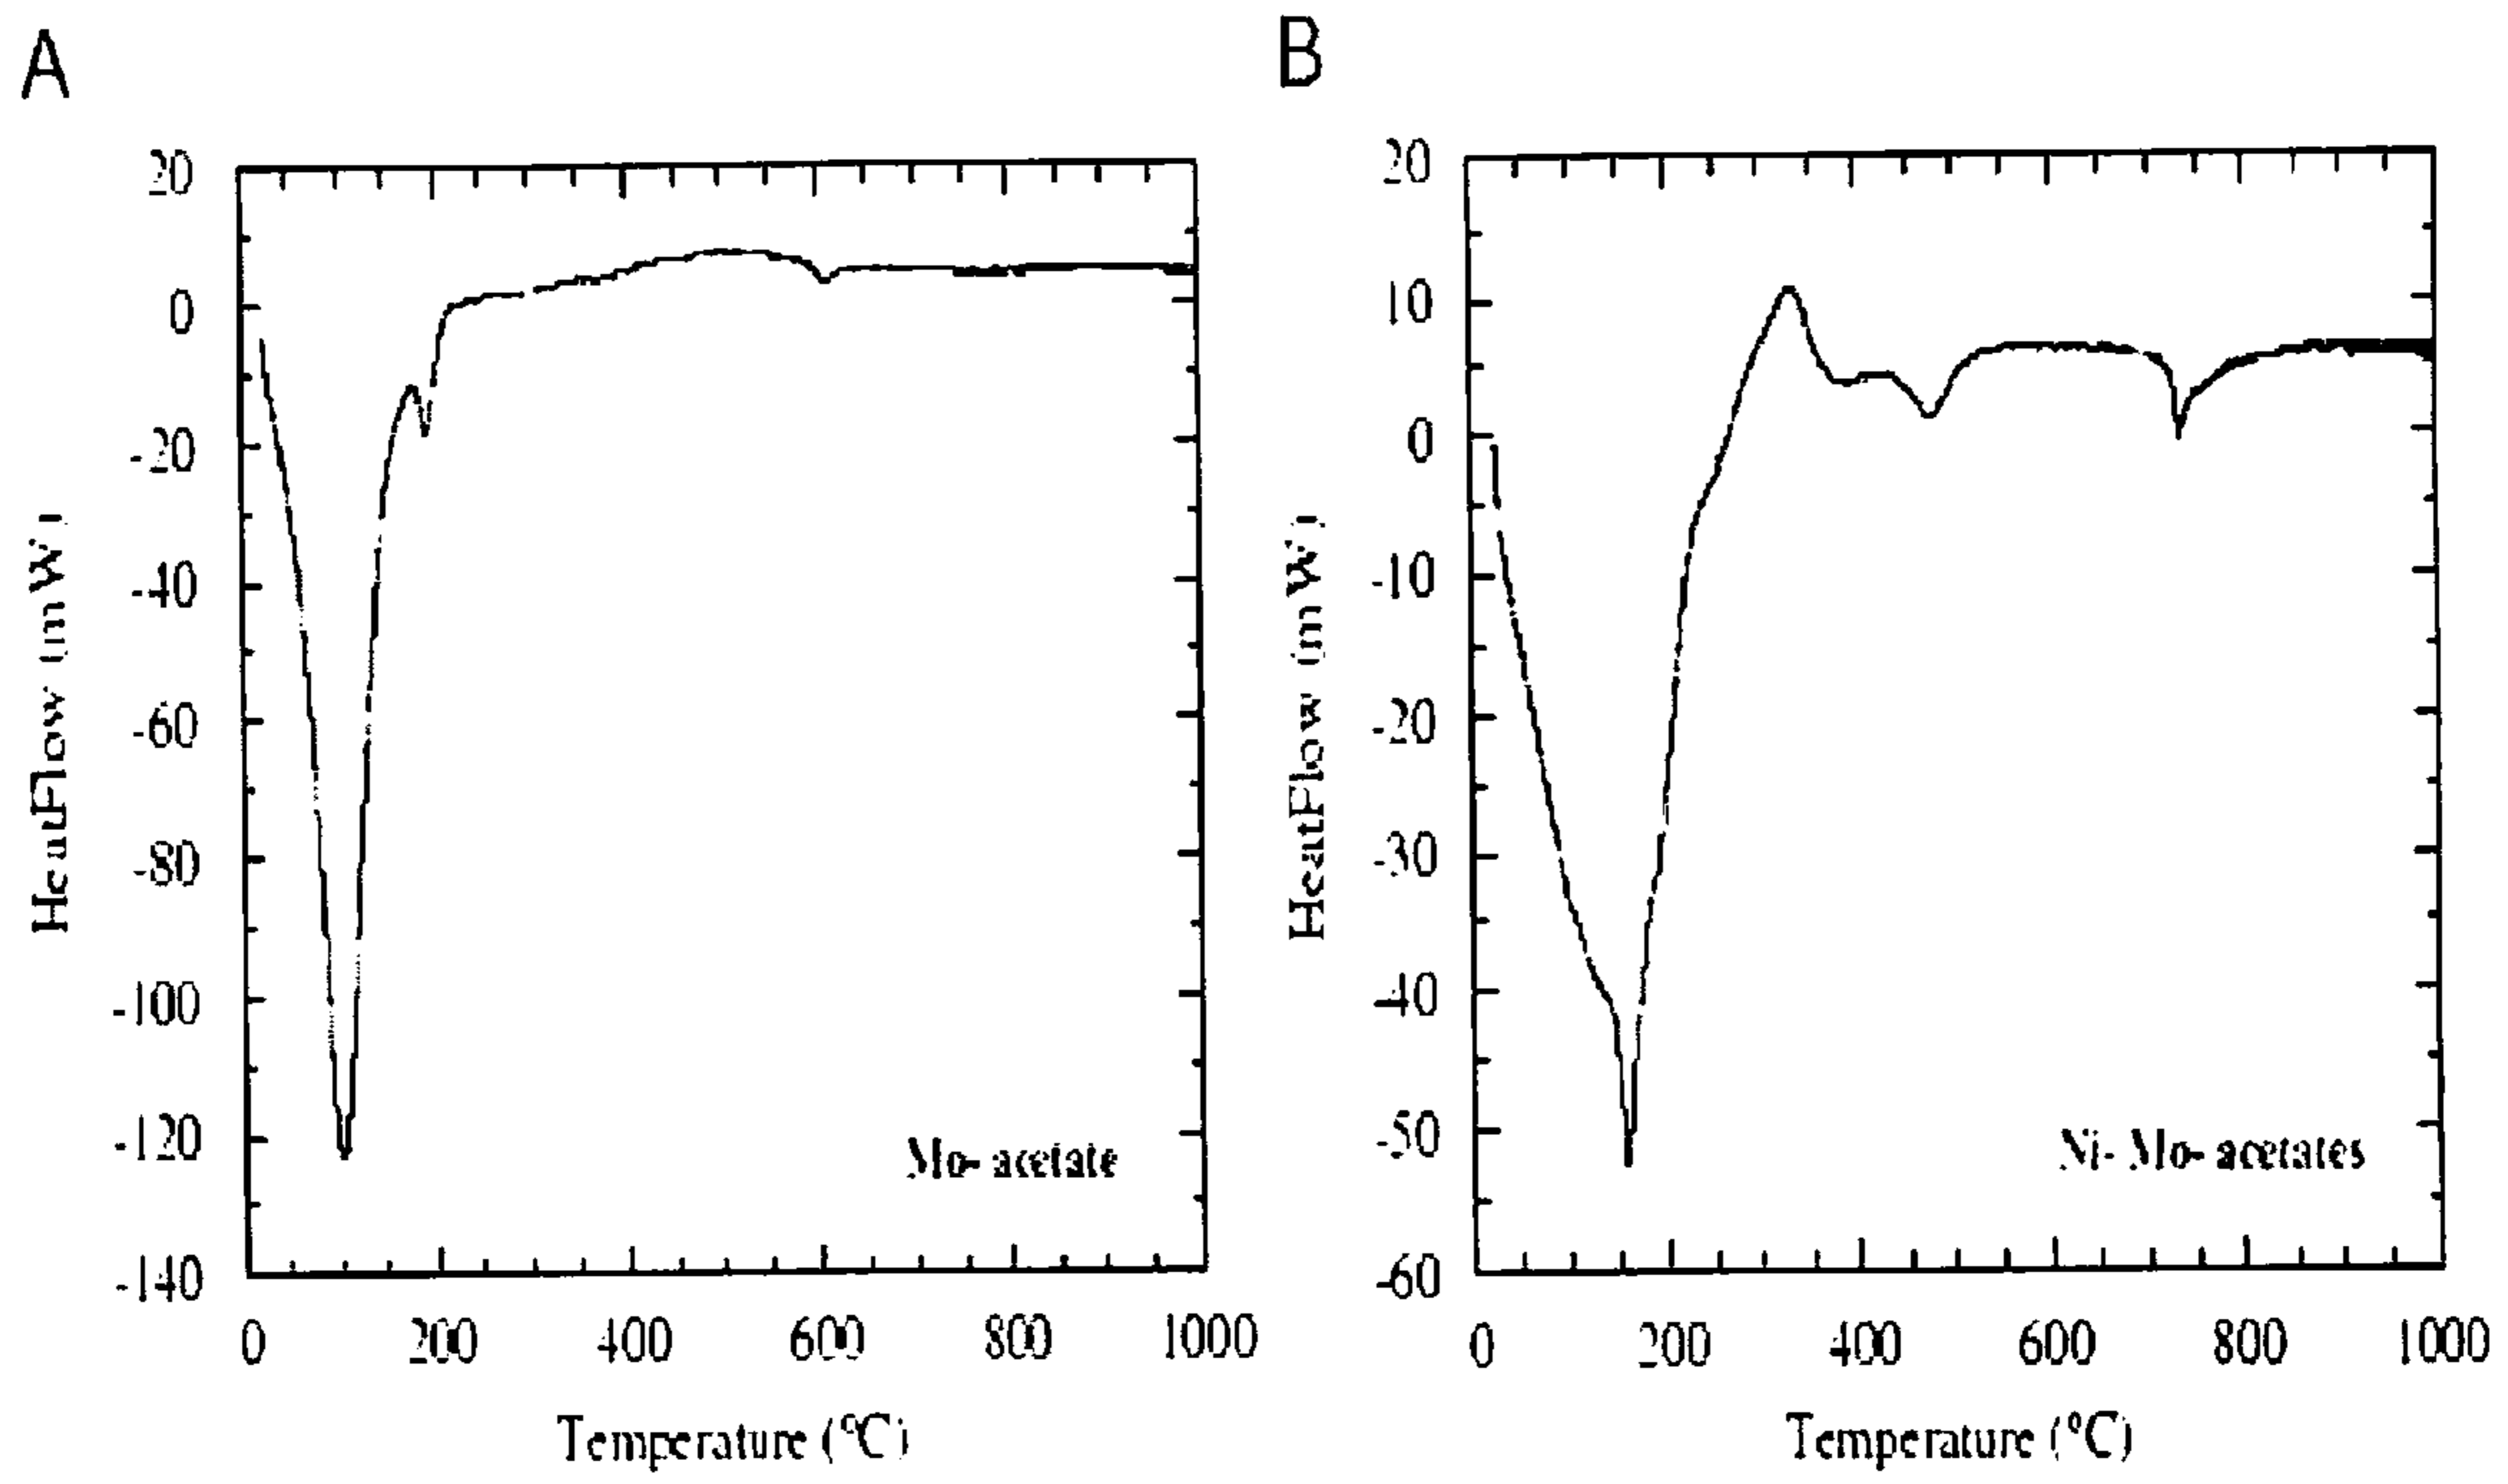 A
B
20
0
-20
-40
-60
-80
-100
-120
-140
HeatFlow (mW)
0 200 400 600 800 1000
Temperature (°C)
Mo- acetate
20
10
0
-10
-20
-30
-40
-50
-60
HeatFlow (mW)
0 200 400 600 800 1000
Temperature (°C)
Ni- Mo- acetates